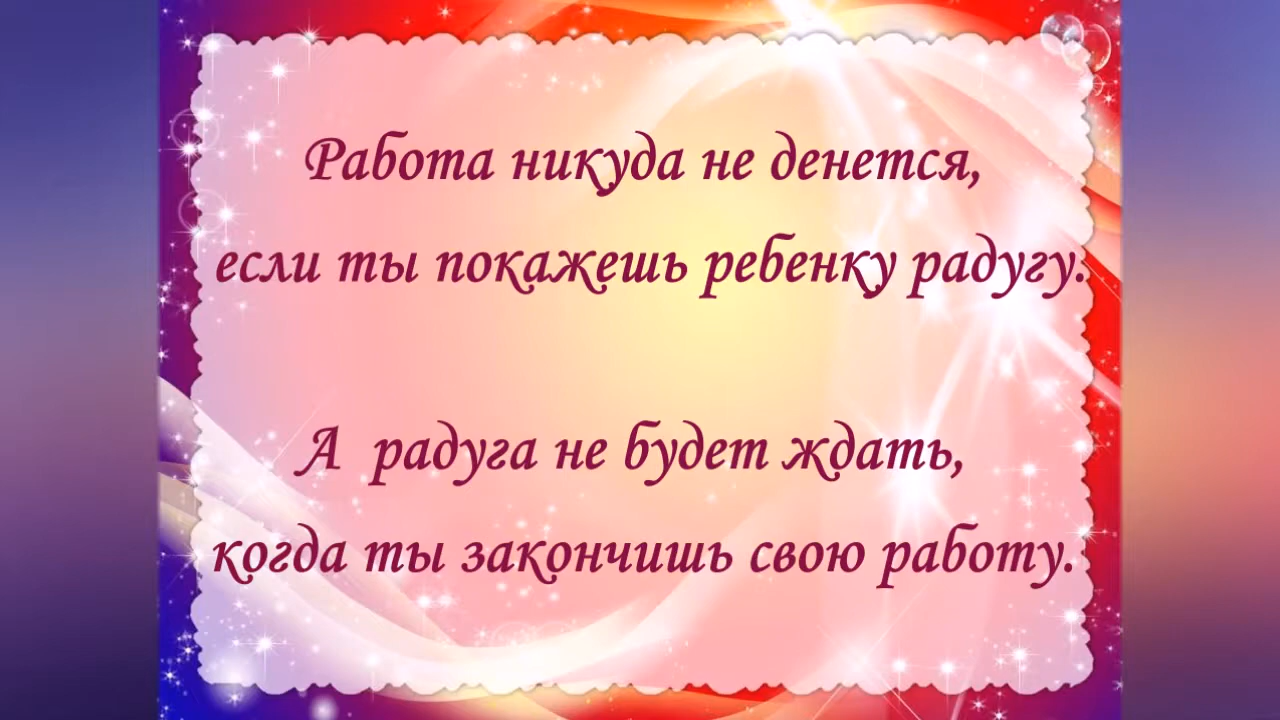 Работа никуда не денется,
если ты покажешь ребенку радугу.
А радуга не будет ждать,
когда ты закончишь свою работу.